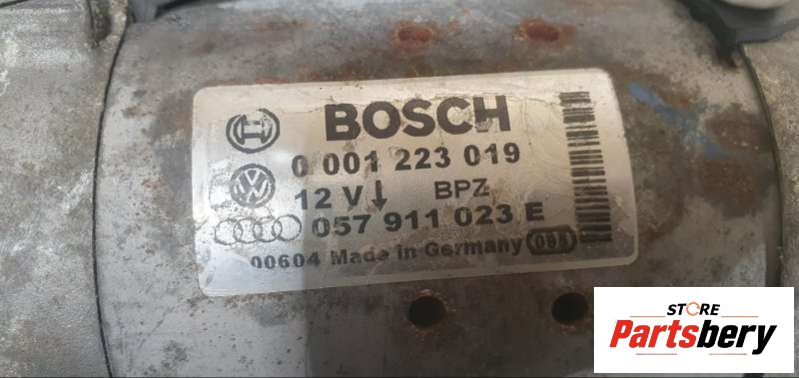 BOSCH
0 001 223 019
12 V↓ BPZ
057 911 023 E
00604 Made in Germany
STORE
Partsbery